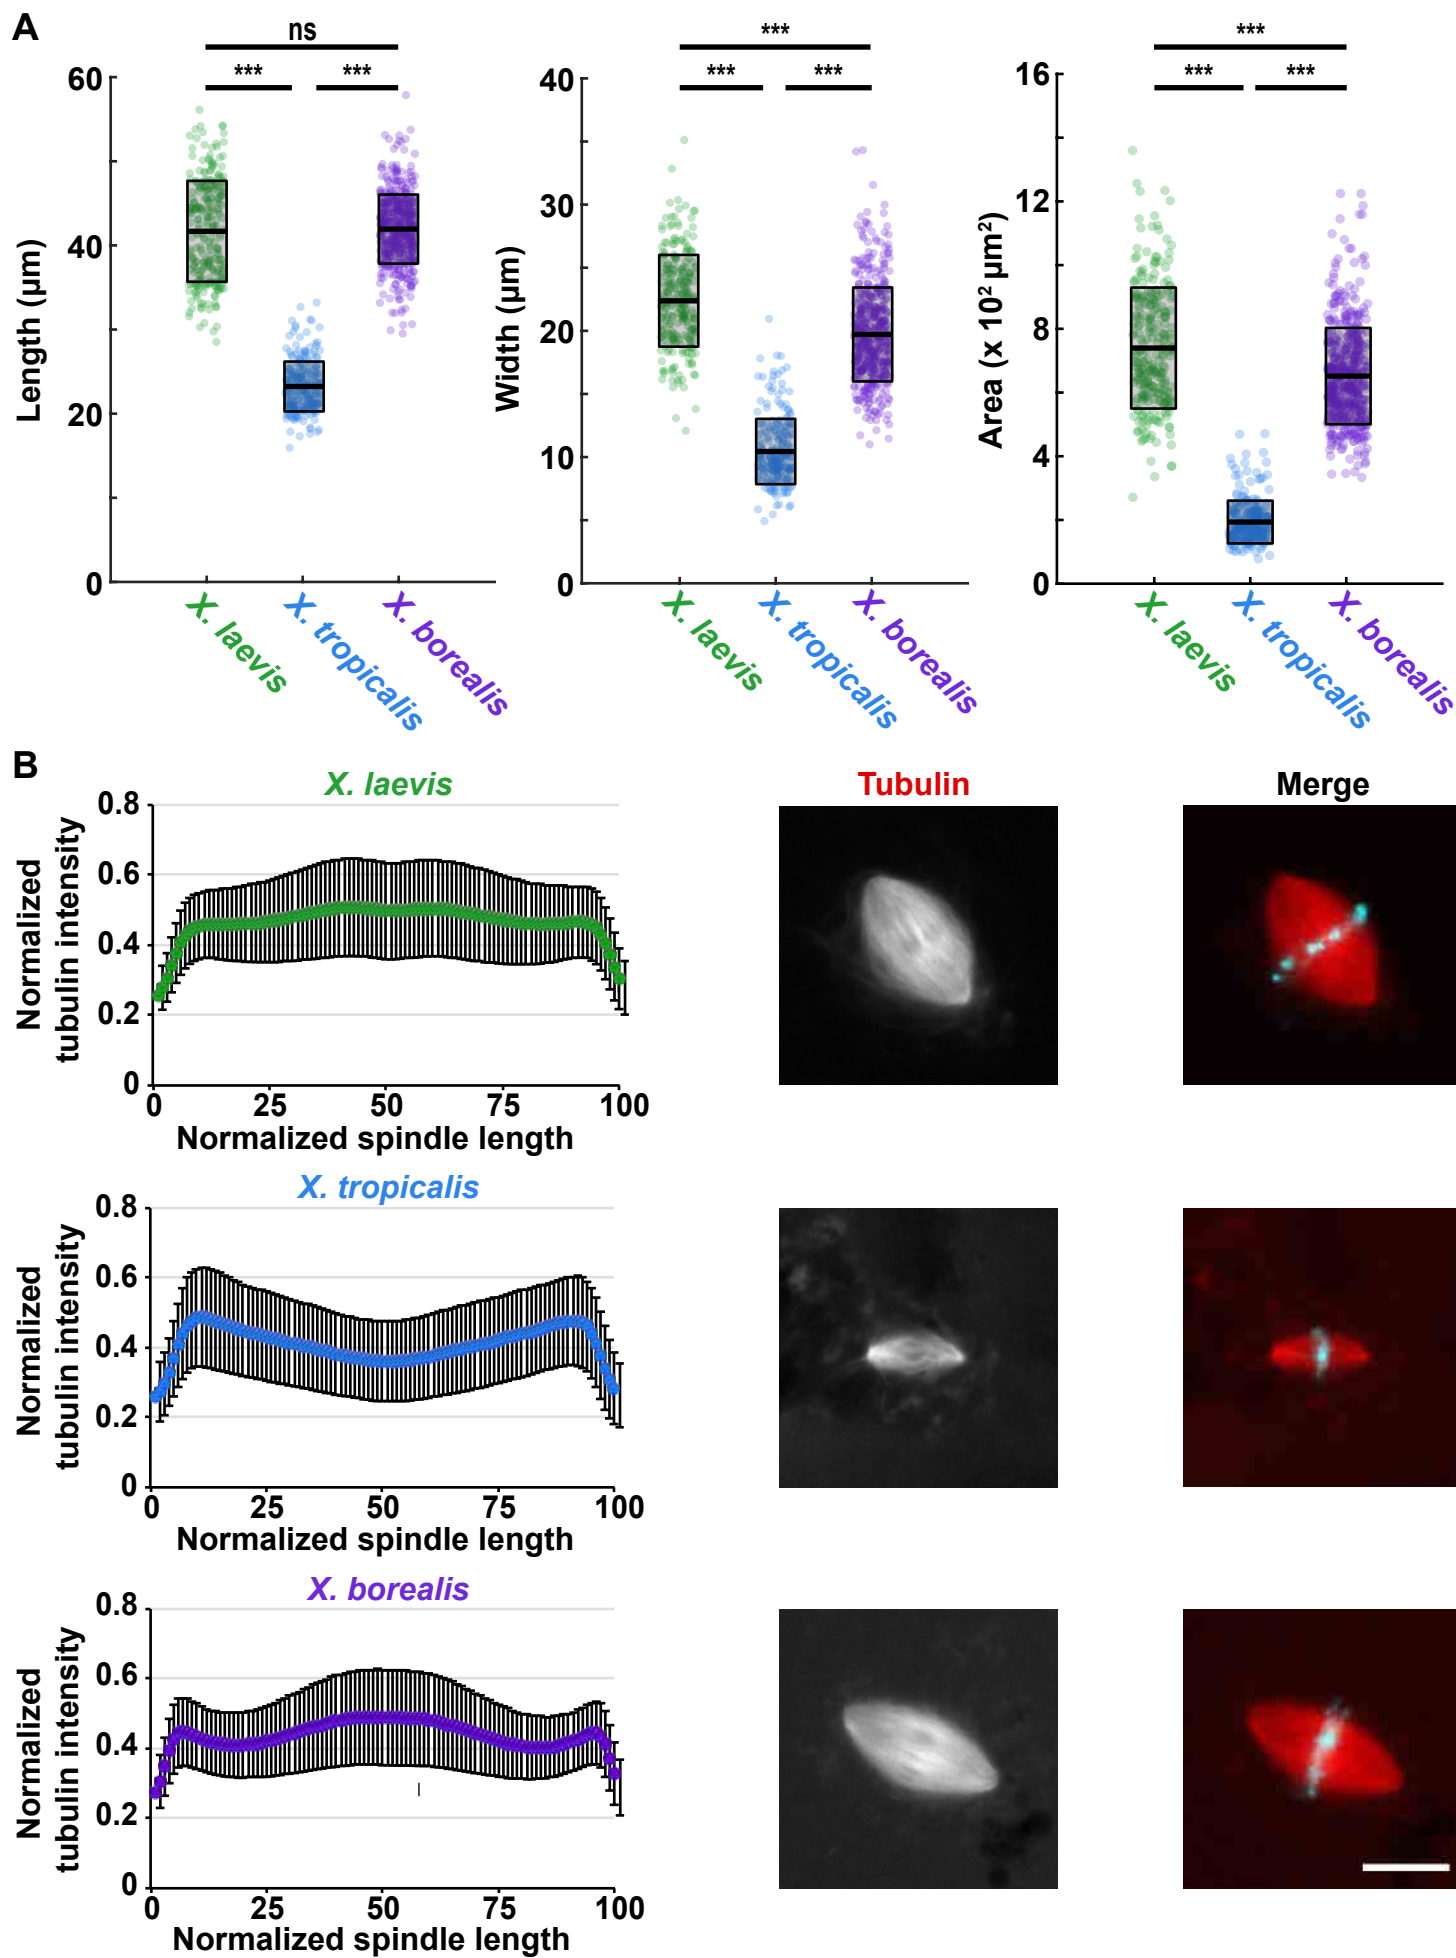 A
ns
*** ***
60
40
20
0
Length (µm)
X. laevis
X. tropicalis
X. borealis
***
*** ***
40
30
20
10
0
Width (µm)
X. laevis
X. tropicalis
X. borealis
***
*** ***
16
12
8
4
0
Area (x 10² µm²)
X. laevis
X. tropicalis
X. borealis
B
X. laevis
Tubulin
Merge
Normalized
tubulin intensity
0.8
0.6
0.4
0.2
0
0 25 50 75 100
Normalized spindle length
X. tropicalis
Normalized
tubulin intensity
0.8
0.6
0.4
0.2
0
0 25 50 75 100
Normalized spindle length
X. borealis
Normalized
tubulin intensity
0.8
0.6
0.4
0.2
0
0 25 50 75 100
Normalized spindle length